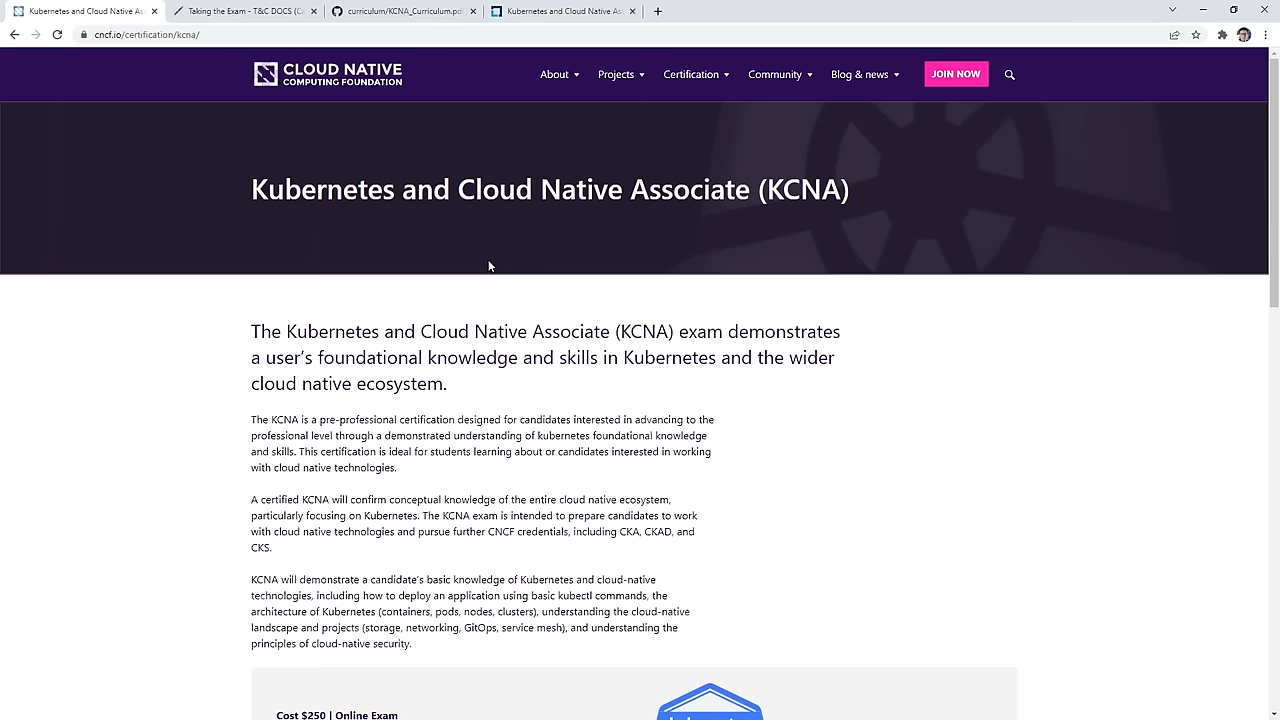 Kubernetes and Cloud Native As
Taking the Exam - T&C DOCS (C
curriculum/KCNA_Curriculum.pd
Kubernetes and Cloud Native As
cncf.io/certification/kcna/
CLOUD NATIVE
COMPUTING FOUNDATION
About
Projects
Certification
Community
Blog & news
JOIN NOW
Kubernetes and Cloud Native Associate (KCNA)
The Kubernetes and Cloud Native Associate (KCNA) exam demonstrates
a user's foundational knowledge and skills in Kubernetes and the wider
cloud native ecosystem.
The KCNA is a pre-professional certification designed for candidates interested in advancing to the
professional level through a demonstrated understanding of kubernetes foundational knowledge
and skills. This certification is ideal for students learning about or candidates interested in working
with cloud native technologies.
A certified KCNA will confirm conceptual knowledge of the entire cloud native ecosystem,
particularly focusing on Kubernetes. The KCNA exam is intended to prepare candidates to work
with cloud native technologies and pursue further CNCF credentials, including CKA, CKAD, and
CKS.
KCNA will demonstrate a candidate's basic knowledge of Kubernetes and cloud-native
technologies, including how to deploy an application using basic kubectl commands, the
architecture of Kubernetes (containers, pods, nodes, clusters), understanding the cloud-native
landscape and projects (storage, networking, GitOps, service mesh), and understanding the
principles of cloud-native security.
Cost $250 | Online Exam